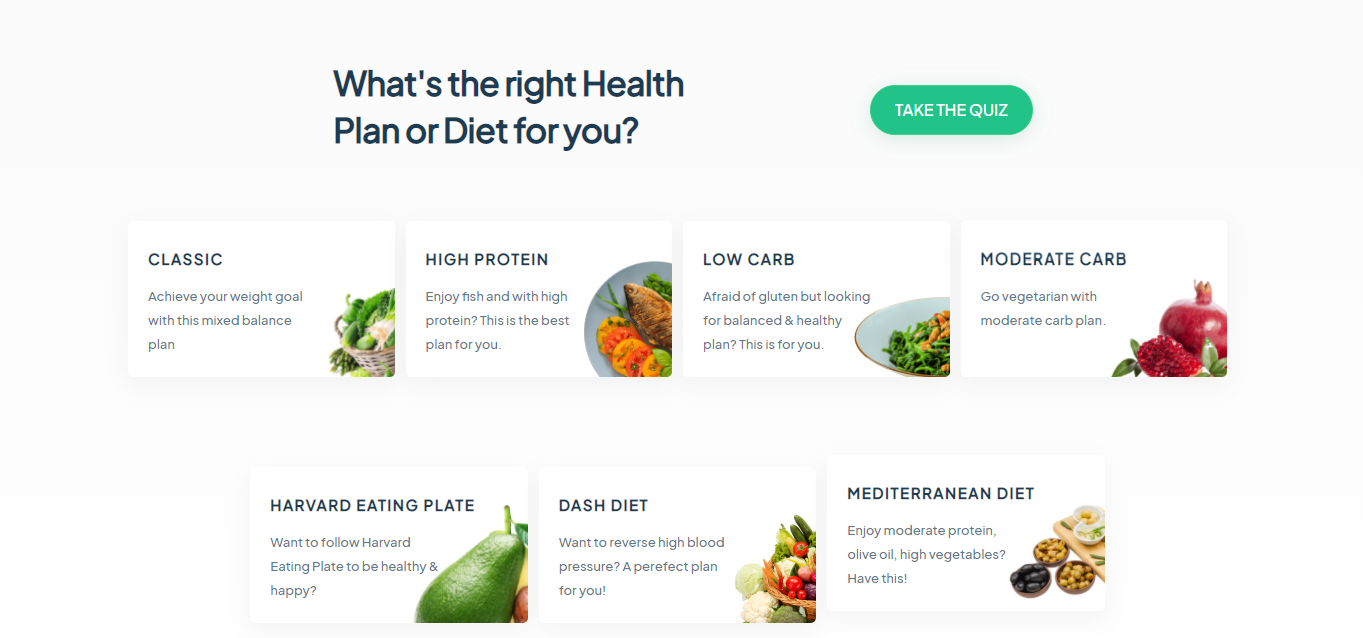 What's the right Health
Plan or Diet for you?
TAKE THE QUIZ
CLASSIC
Achieve your weight goal
with this mixed balance
plan
HIGH PROTEIN
Enjoy fish and with high
protein? This is the best
plan for you.
LOW CARB
Afraid of gluten but looking
for balanced & healthy
plan? This is for you.
MODERATE CARB
Go vegetarian with
moderate carb plan.
HARVARD EATING PLATE
Want to follow Harvard
Eating Plate to be healthy &
happy?
DASH DIET
Want to reverse high blood
pressure? A perefect plan
for you!
MEDITERRANEAN DIET
Enjoy moderate protein,
olive oil, high vegetables?
Have this!